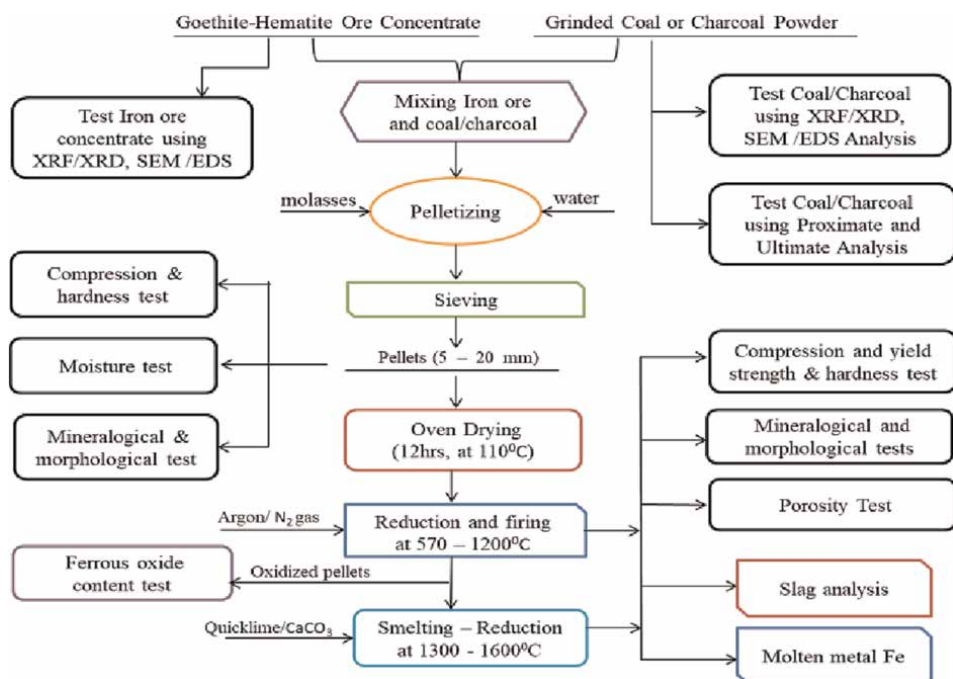 Goethite-Hematite Ore Concentrate
Grinded Coal or Charcoal Powder
Test Iron ore
concentrate using
XRF/XRD, SEM /EDS
Mixing Iron ore
and coal/charcoal
Test Coal/Charcoal
using XRF/XRD,
SEM /EDS Analysis
molasses
Pelletizing
water
Test Coal/Charcoal
using Proximate and
Ultimate Analysis
Compression &
hardness test
Sieving
Moisture test
Pellets (5 – 20 mm)
Compression and yield
strength & hardness test
Mineralogical &
morphological test
Oven Drying
(12hrs, at 110⁰C)
Mineralogical and
morphological tests
Argon/ N₂ gas
Reduction and firing
at 570 – 1200⁰C
Porosity Test
Ferrous oxide
content test
Oxidized pellets
Slag analysis
Quicklime/CaCO₃
Smelting – Reduction
at 1300 - 1600⁰C
Molten metal Fe